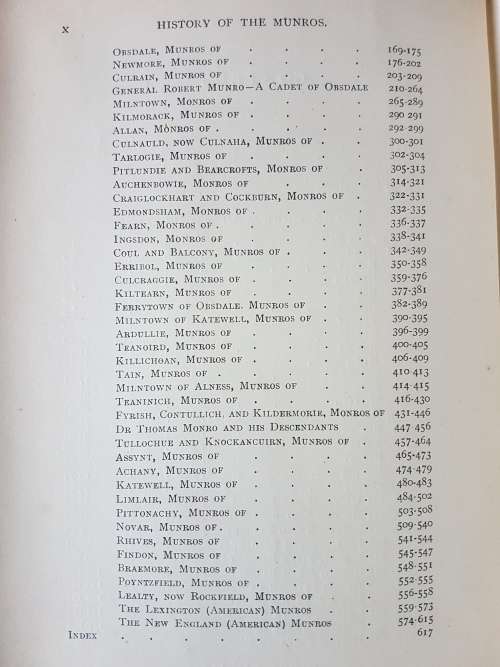 x HISTORY OF THE MUNROS.
Obsdale, Munros of . . . . 169-175
Newmore, Munros of . . . . 176-202
Culrain, Munros of . . . . 203-209
General Robert Munro—A Cadet of Obsdale 210-264
Milntown, Monros of . . . . 265-289
Kilmorack, Munros of . . . . 290 291
Allan, Monros of . . . . 292-299
Culnauld, now Culnaha, Munros of . . 300-301
Tarlogie, Munros of . . . . 302-304
Pitlundie and Bearcrofts, Monros of . 305-313
Auchenbowie, Monros of . . . 314-321
Craiglockhart and Cockburn, Monros of . 322-331
Edmondsham, Monros of . . . . 332-335
Fearn, Monros of . . . . . 336-337
Ingsdon, Monros of . . . . 338-341
Coul and Balcony, Munros of . . . 342-349
Erribol, Munros of . . . . 350-358
Culcraggie, Munros of . . . . 359-376
Kiltearn, Munros of . . . . 377-381
Ferrytown of Obsdale, Munros of . . 382-389
Milntown of Katewell, Munros of . . 390-395
Ardullie, Munros of . . . . 396-399
Teanoird, Munros of . . . . 400-405
Killichoan, Munros of . . . . 406-409
Tain, Munros of . . . . . 410-413
Milntown of Alness, Munros of . . 414-415
Teaninich, Munros of . . . . 416-430
Fyrish, Contullich, and Kildermorie, Monros of 431-446
Dr Thomas Monro and his Descendants . 447-456
Tullochue and Knockancuirn, Munros of . 457-464
Assynt, Munros of . . . . 465-473
Achany, Munros of . . . . 474-479
Katewell, Munros of . . . . 480-483
Limlair, Munros of . . . . 484-502
Pittonachy, Munros of . . . . 503-508
Novar, Munros of . . . . . 509-540
Rhives, Munros of . . . . 541-544
Findon, Munros of . . . . 545-547
Braemore, Munros of . . . . 548-551
Poyntzfield, Munros of . . . . 552-555
Lealty, now Rockfield, Munros of . . 556-558
The Lexington (American) Munros . . 559-573
The New England (American) Munros . 574-615
Index . . . . . . . . 617